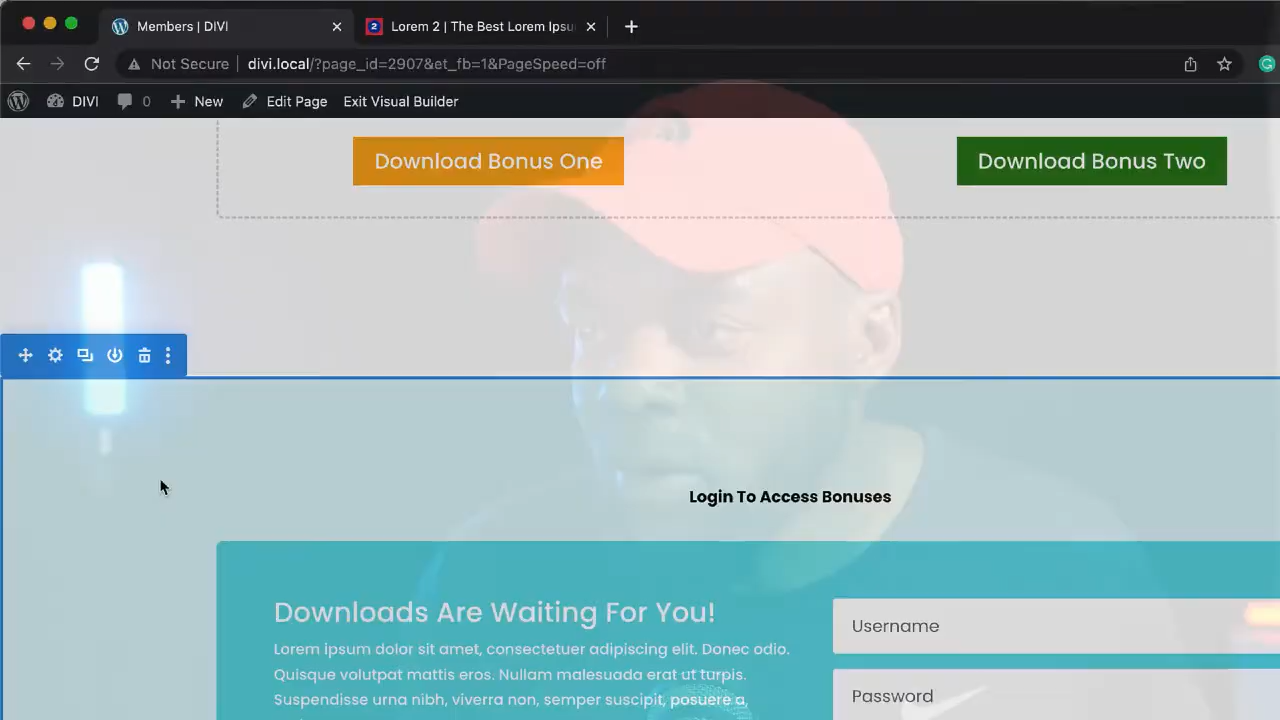 Members | DIVI
Lorem 2 | The Best Lorem Ipsu
Not Secure
divi.local/?page_id=2907&et_fb=1&PageSpeed=off
DIVI
0
New
Edit Page
Exit Visual Builder
Download Bonus One
Download Bonus Two
Login To Access Bonuses
Downloads Are Waiting For You!
Lorem ipsum dolor sit amet, consectetuer adipiscing elit. Donec odio.
Quisque volutpat mattis eros. Nullam malesuada erat ut turpis.
Suspendisse urna nibh, viverra non, semper suscipit, posuere a,
Username
Password